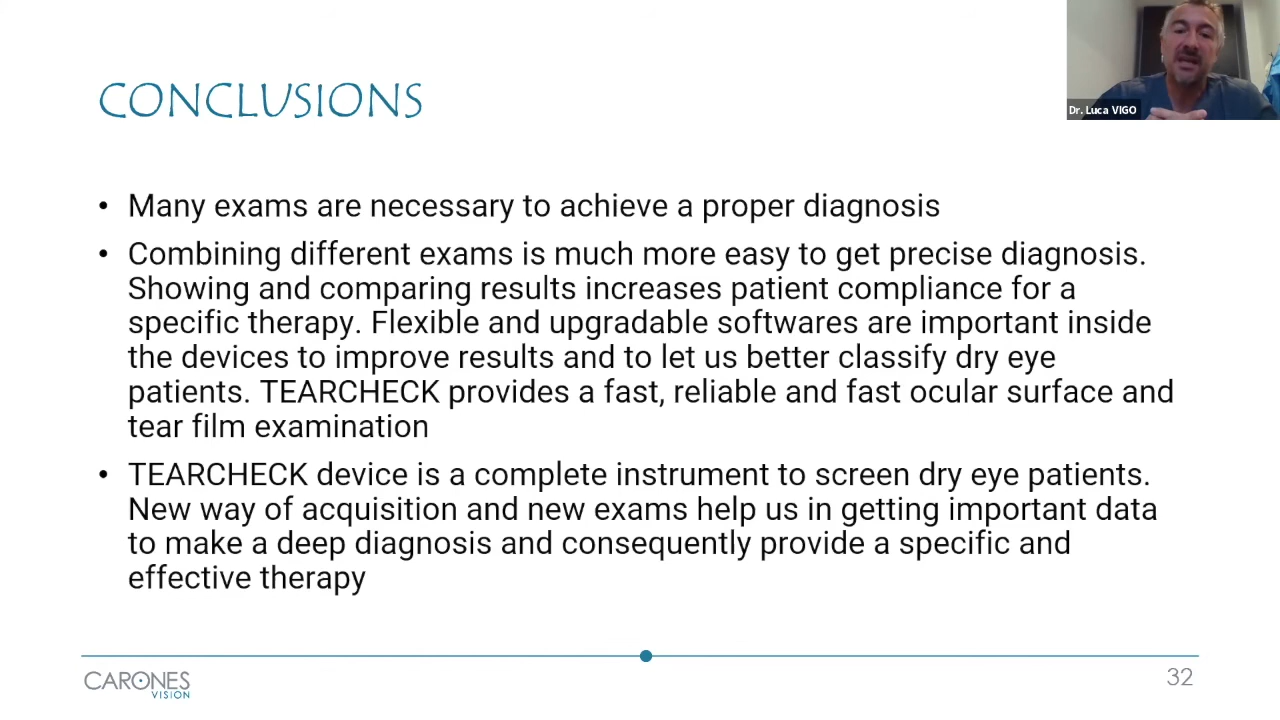 CONCLUSIONS
Dr. Luca VIGO
• Many exams are necessary to achieve a proper diagnosis
• Combining different exams is much more easy to get precise diagnosis.
Showing and comparing results increases patient compliance for a
specific therapy. Flexible and upgradable softwares are important inside
the devices to improve results and to let us better classify dry eye
patients. TEARCHECK provides a fast, reliable and fast ocular surface and
tear film examination
• TEARCHECK device is a complete instrument to screen dry eye patients.
New way of acquisition and new exams help us in getting important data
to make a deep diagnosis and consequently provide a specific and
effective therapy
CARONES
VISION
32